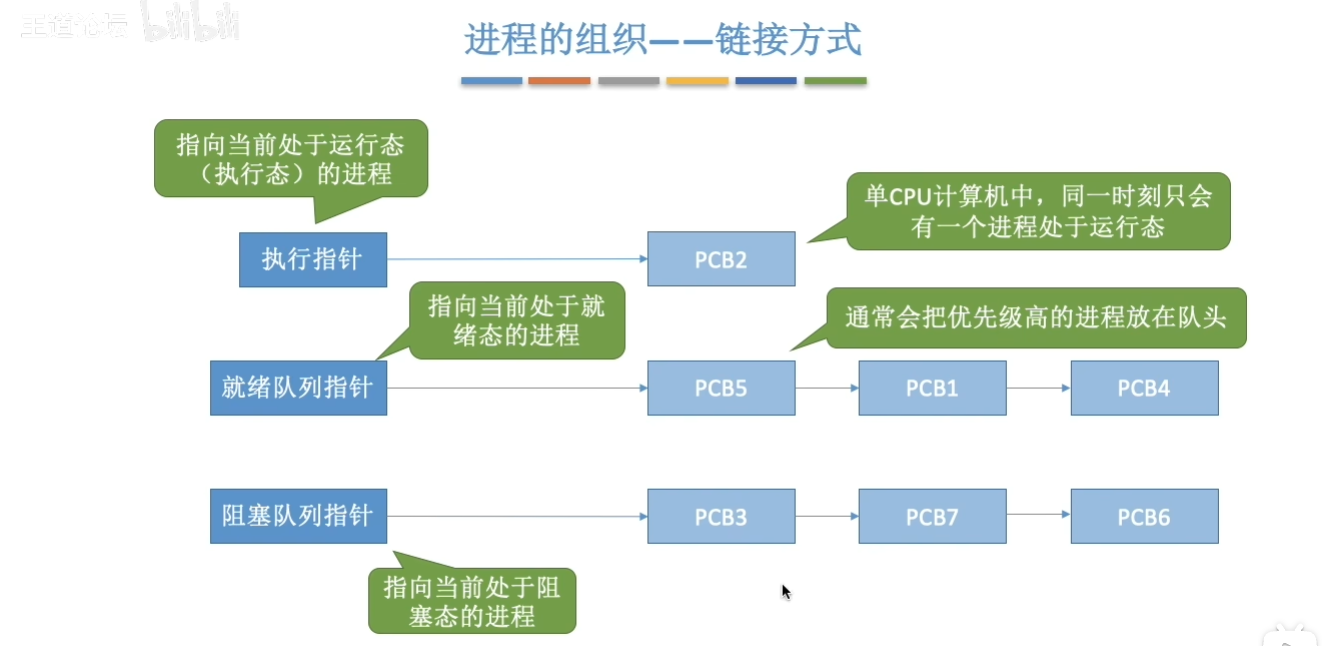 王道论坛 bilibili
进程的组织——链接方式
指向当前处于运行态
（执行态）的进程
单CPU计算机中，同一时刻只会
有一个进程处于运行态
执行指针
PCB2
指向当前处于就
绪态的进程
通常会把优先级高的进程放在队头
就绪队列指针
PCB5
PCB1
PCB4
阻塞队列指针
PCB3
PCB7
PCB6
指向当前处于阻
塞态的进程